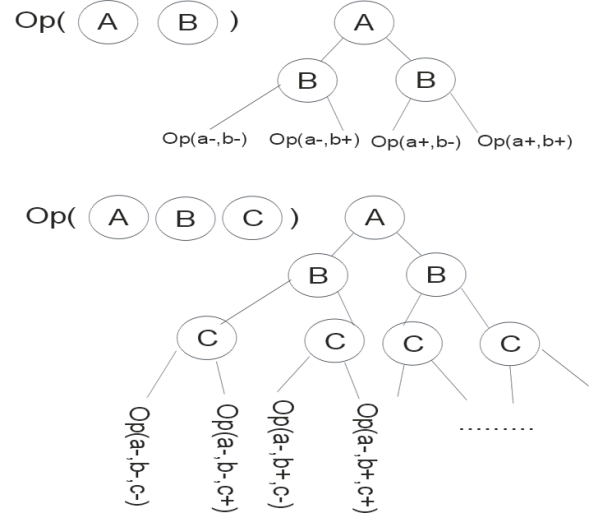 Op( A B )
A
B B
Op(a-,b-) Op(a-,b+) Op(a+,b-) Op(a+,b+)
Op( A B C )
A
B B
C C C C
Op(a-,b-,c-) Op(a-,b-,c+) Op(a-,b+,c-) Op(a-,b+,c+)
.........